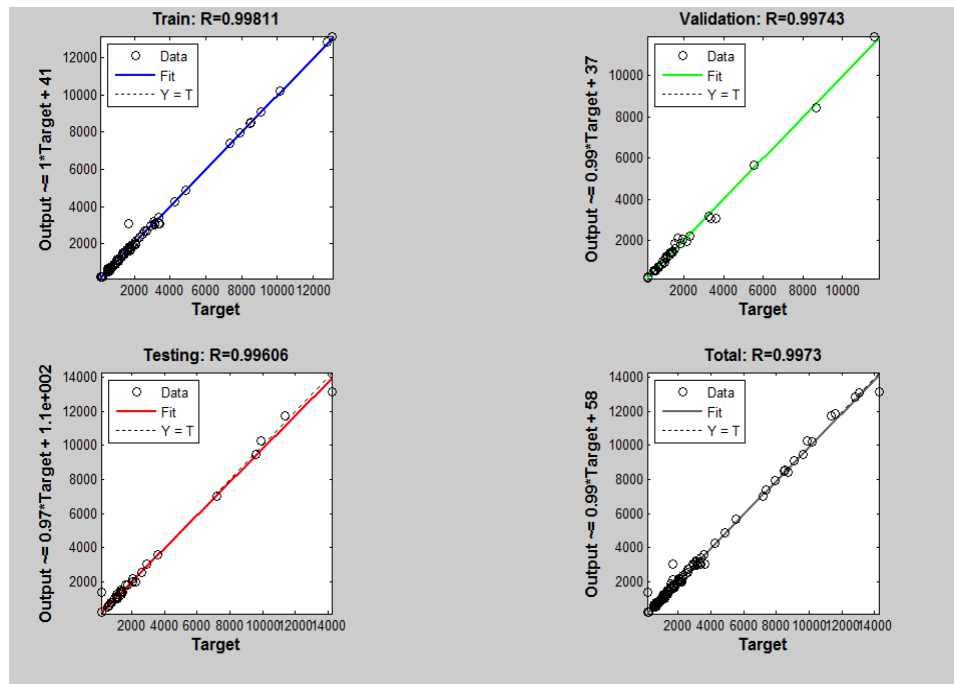 Train: R=0.99811
Data
Fit
Y = T
12000
10000
8000
6000
4000
2000
2000 4000 6000 8000 10000 12000
Target
Output ~= 1*Target + 41
Validation: R=0.99743
Data
Fit
Y = T
10000
8000
6000
4000
2000
2000 4000 6000 8000 10000
Target
Output ~= 0.99*Target + 37
Testing: R=0.99606
Data
Fit
Y = T
14000
12000
10000
8000
6000
4000
2000
2000 4000 6000 8000 10000 12000 14000
Target
Output ~= 0.97*Target + 1.1e+002
Total: R=0.9973
Data
Fit
Y = T
14000
12000
10000
8000
6000
4000
2000
2000 4000 6000 8000 10000 12000 14000
Target
Output ~= 0.99*Target + 58